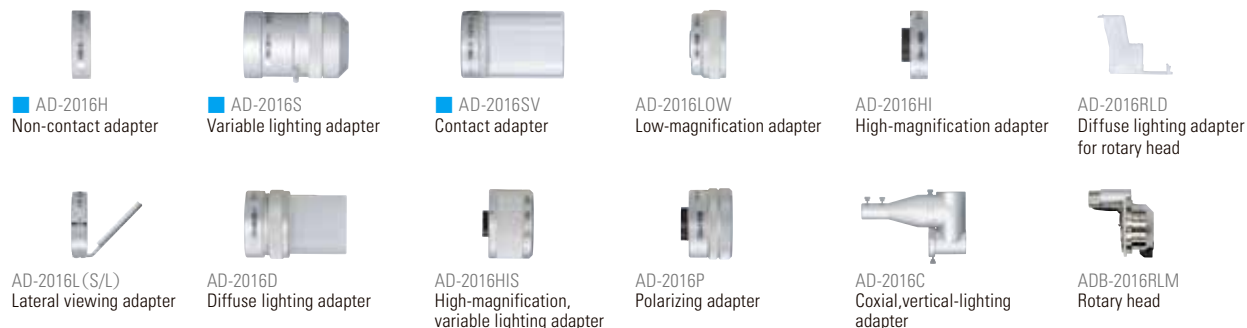 AD-2016H
Non-contact adapter
AD-2016S
Variable lighting adapter
AD-2016SV
Contact adapter
AD-2016LOW
Low-magnification adapter
AD-2016HI
High-magnification adapter
AD-2016RLD
Diffuse lighting adapter
for rotary head
AD-2016L(S/L)
Lateral viewing adapter
AD-2016D
Diffuse lighting adapter
AD-2016HIS
High-magnification,
variable lighting adapter
AD-2016P
Polarizing adapter
AD-2016C
Coxial,vertical-lighting
adapter
ADB-2016RLM
Rotary head